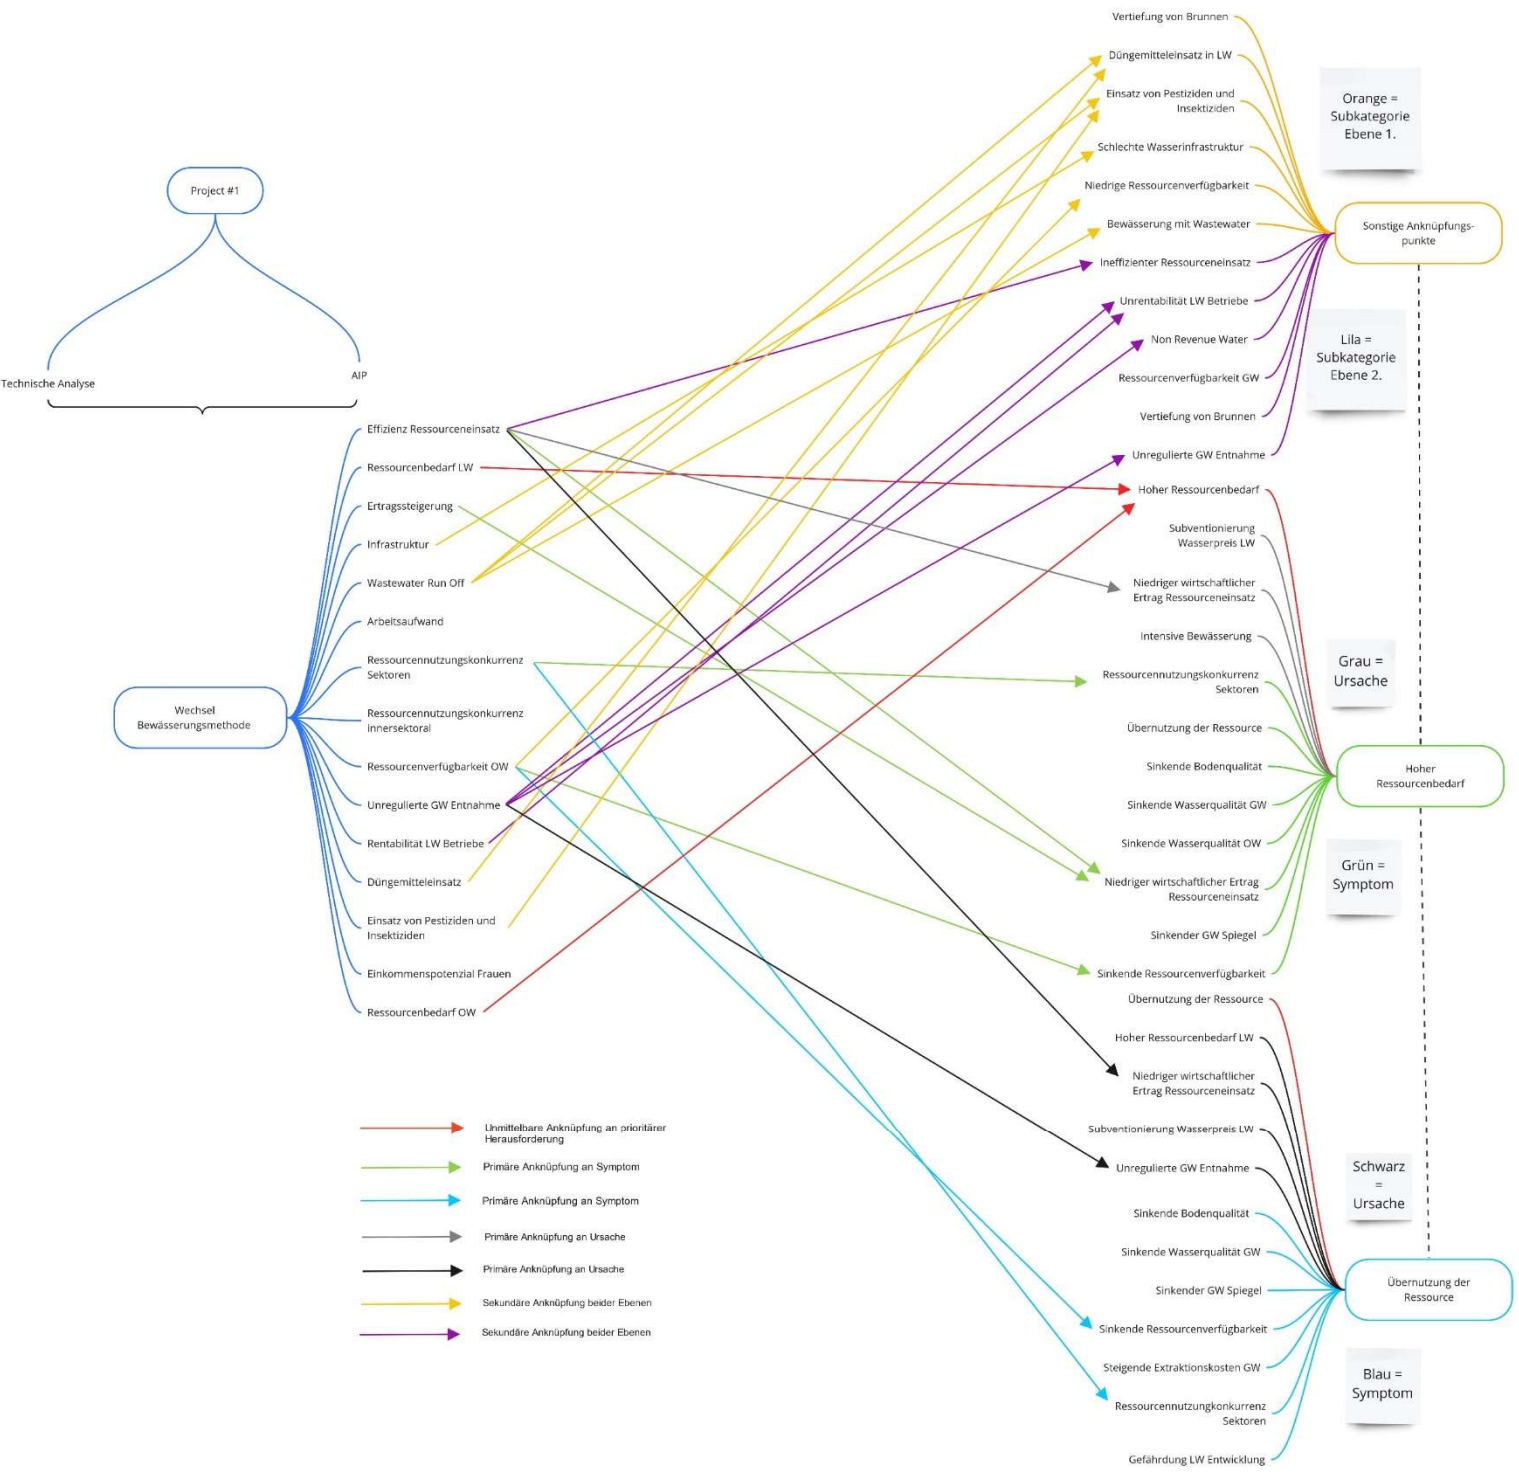 Project #1
Technische Analyse
AIP
Wechsel
Bewässerungsmethode
Effizienz Ressourceneinsatz
Ressourcenbedarf LW
Ertragssteigerung
Infrastruktur
Wastewater Run Off
Arbeitsaufwand
Ressourcennutzungskonkurrenz
Sektoren
Ressourcennutzungskonkurrenz
innersektoral
Ressourcenverfügbarkeit OW
Unregulierte GW Entnahme
Rentabilität LW Betriebe
Düngemitteleinsatz
Einsatz von Pestiziden und
Insektiziden
Einkommenspotenzial Frauen
Ressourcenbedarf OW
Unmittelbare Anknüpfung an prioritärer
Herausforderung
Primäre Anknüpfung an Symptom
Primäre Anknüpfung an Symptom
Primäre Anknüpfung an Ursache
Primäre Anknüpfung an Ursache
Sekundäre Anknüpfung beider Ebenen
Sekundäre Anknüpfung beider Ebenen
Vertiefung von Brunnen
Düngemitteleinsatz in LW
Einsatz von Pestiziden und
Insektiziden
Schlechte Wasserinfrastruktur
Niedrige Ressourcenverfügbarkeit
Bewässerung mit Wastewater
Ineffizienter Ressourceneinsatz
Unrentabilität LW Betriebe
Non Revenue Water
Ressourcenverfügbarkeit GW
Vertiefung von Brunnen
Unregulierte GW Entnahme
Hoher Ressourcenbedarf
Subventionierung
Wasserpreis LW
Niedriger wirtschaftlicher
Ertrag Ressourceneinsatz
Intensive Bewässerung
Ressourcennutzungskonkurrenz
Sektoren
Übernutzung der Ressource
Sinkende Bodenqualität
Sinkende Wasserqualität GW
Sinkende Wasserqualität OW
Niedriger wirtschaftlicher Ertrag
Ressourceneinsatz
Sinkender GW Spiegel
Sinkende Ressourcenverfügbarkeit
Übernutzung der Ressource
Hoher Ressourcenbedarf LW
Niedriger wirtschaftlicher
Ertrag Ressourceneinsatz
Subventionierung Wasserpreis LW
Unregulierte GW Entnahme
Sinkende Bodenqualität
Sinkende Wasserqualität GW
Sinkender GW Spiegel
Sinkende Ressourcenverfügbarkeit
Steigende Extraktionskosten GW
Ressourcennutzungkonkurrenz
Sektoren
Gefährdung LW Entwicklung
Orange =
Subkategorie
Ebene 1.
Sonstige Anknüpfungs-
punkte
Lila =
Subkategorie
Ebene 2.
Grau =
Ursache
Hoher
Ressourcenbedarf
Grün =
Symptom
Schwarz
=
Ursache
Übernutzung der
Ressource
Blau =
Symptom